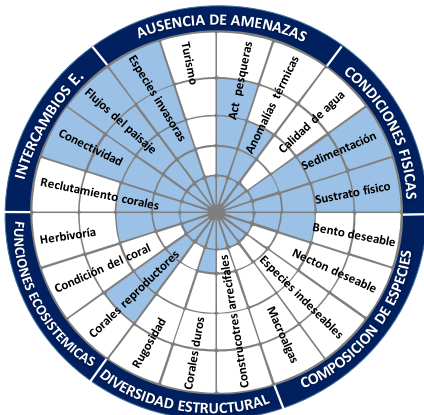 AUSENCIA DE AMENAZAS
CONDICIONES FISICAS
COMPOSICION DE ESPECIES
DIVERSIDAD ESTRUCTURAL
FUNCIONES ECOSISTEMICAS
INTERCAMBIOS E.
Turismo
Act pesqueras
Anomalías térmicas
Calidad de agua
Sedimentación
Sustrato físico
Bento deseable
Necton deseable
Especies indeseables
Macroalgas
Construcotres arrecifales
Corales duros
Rugosidad
Corales reproductores
Condición del coral
Herbivoría
Reclutamiento corales
Conectividad
Flujos del paisaje
Especies invasoras